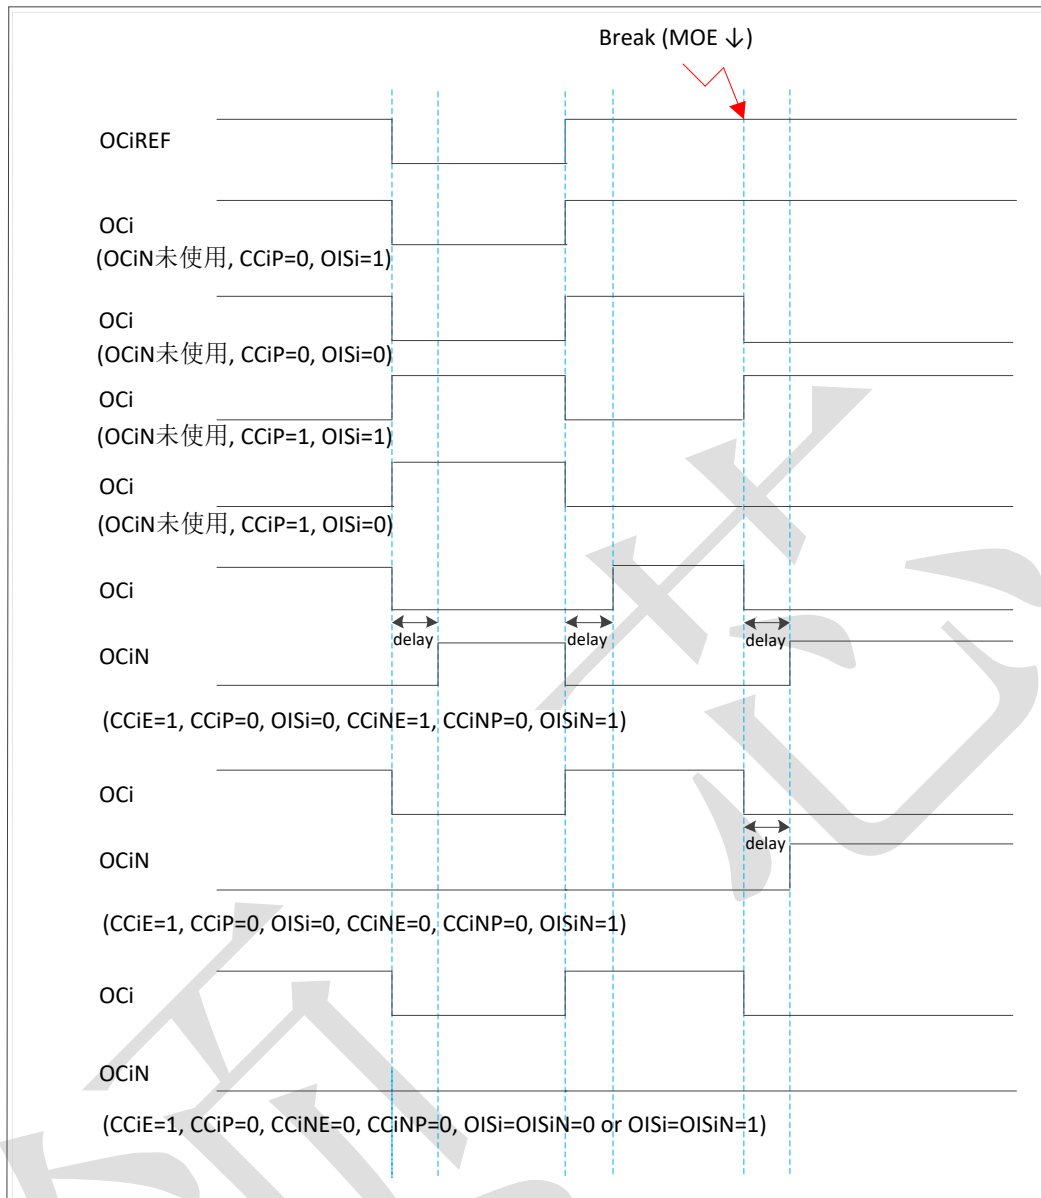 Break (MOE ↓)
OCiREF
OCi
(OCiN未使用, CCiP=0, OISi=1)
OCi
(OCiN未使用, CCiP=0, OISi=0)
OCi
(OCiN未使用, CCiP=1, OISi=1)
OCi
(OCiN未使用, CCiP=1, OISi=0)
OCi
delay delay delay
OCiN
(CCiE=1, CCiP=0, OISi=0, CCiNE=1, CCiNP=0, OISiN=1)
OCi
delay
OCiN
(CCiE=1, CCiP=0, OISi=0, CCiNE=0, CCiNP=0, OISiN=1)
OCi
OCiN
(CCiE=1, CCiP=0, CCiNE=0, CCiNP=0, OISi=OISiN=0 or OISi=OISiN=1)